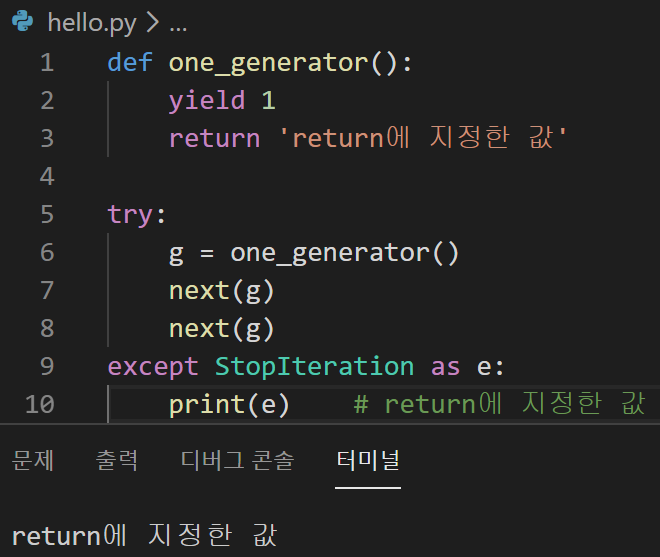 hello.py > ...
1 def one_generator():
2     yield 1
3     return 'return에 지정한 값'
4
5 try:
6     g = one_generator()
7     next(g)
8     next(g)
9 except StopIteration as e:
10     print(e)    # return에 지정한 값
문제 출력 디버그 콘솔 터미널
return에 지정한 값